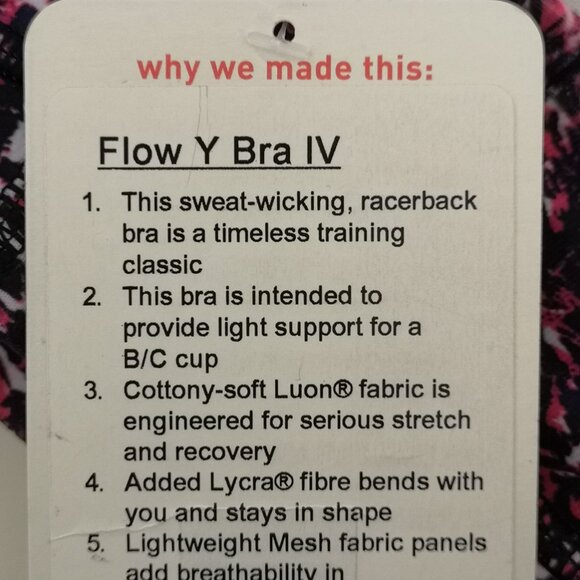 why we made this:
Flow Y Bra IV
1. This sweat-wicking, racerback
bra is a timeless training
classic
2. This bra is intended to
provide light support for a
B/C cup
3. Cottony-soft Luon® fabric is
engineered for serious stretch
and recovery
4. Added Lycra® fibre bends with
you and stays in shape
5. Lightweight Mesh fabric panels
add breathability in